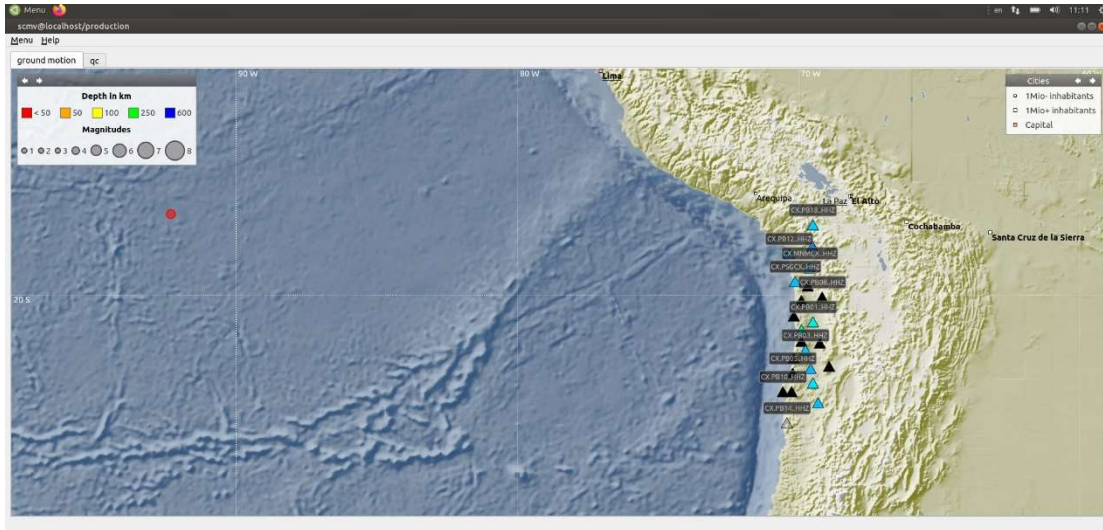 Menu en 11:11
scmv@localhost/production
Menu Help
ground motion qc
90 W 80 W 70 W
Depth in km
< 50 50 100 250 600
Magnitudes
1 2 3 4 5 6 7 8
Lima
Cities
1Mio- inhabitants
1Mio+ inhabitants
Capital
Arequipa La Paz El Alto
CX.PB18..HHZ
Cochabamba
Santa Cruz de la Sierra
CX.PB12..HHZ
CX.MNMCX..HHZ
CX.PSGCX..HHZ
CX.PB08..HHZ
20 S
CX.PB01..HHZ
CX.PB03..HHZ
CX.PB05..HHZ
CX.PB10..HHZ
CX.PB14..HHZ